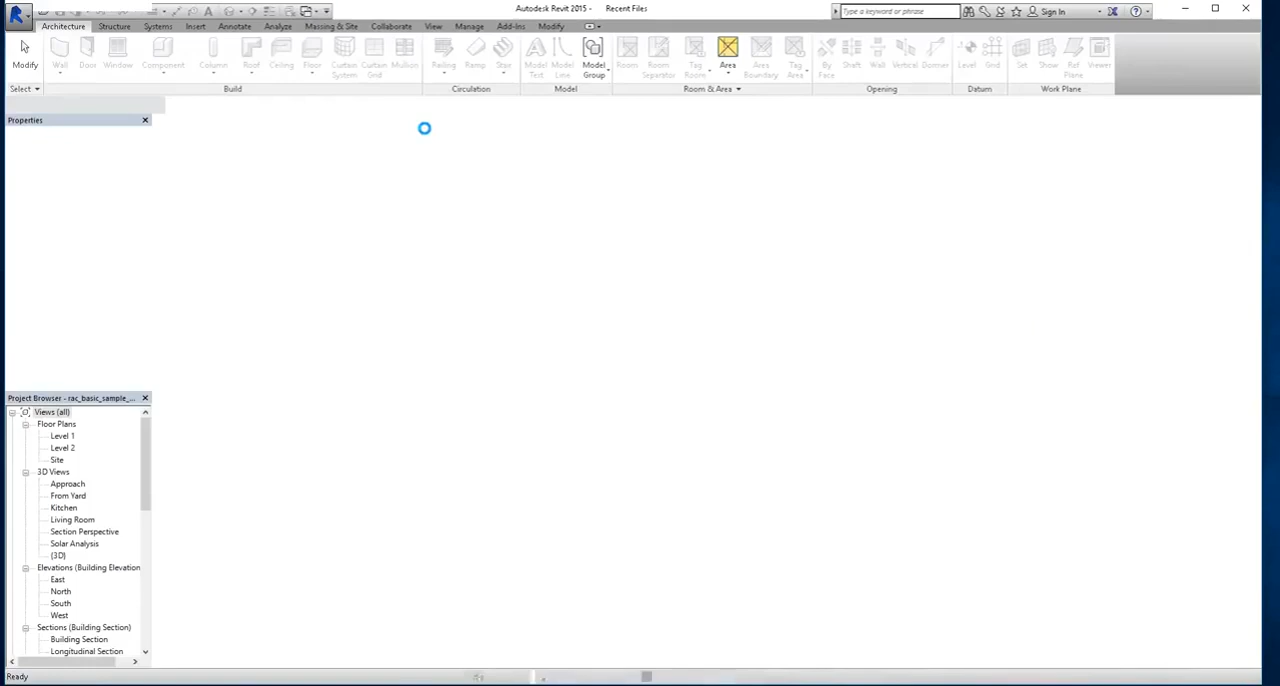 Autodesk Revit 2015 - Recent Files
Type a keyword or phrase
Sign In
Architecture Structure Systems Insert Annotate Analyze Massing & Site Collaborate View Manage Add-Ins Modify
Modify
Wall
Door
Window
Component
Column
Roof
Ceiling
Floor
Curtain System
Curtain Grid
Mullion
Railing
Ramp
Stair
Model Text
Model Line
Model Group
Room
Room Separator
Tag Room
Area
Area Boundary
Tag Area
By Face
Shaft
Wall
Vertical
Dormer
Level
Grid
Set
Show
Ref Plane
Viewer
Select
Build
Circulation
Model
Room & Area
Opening
Datum
Work Plane
Properties
Project Browser - rac_basic_sample_...
Views (all)
Floor Plans
Level 1
Level 2
Site
3D Views
Approach
From Yard
Kitchen
Living Room
Section Perspective
Solar Analysis
{3D}
Elevations (Building Elevation
East
North
South
West
Sections (Building Section)
Building Section
Longitudinal Section
Ready